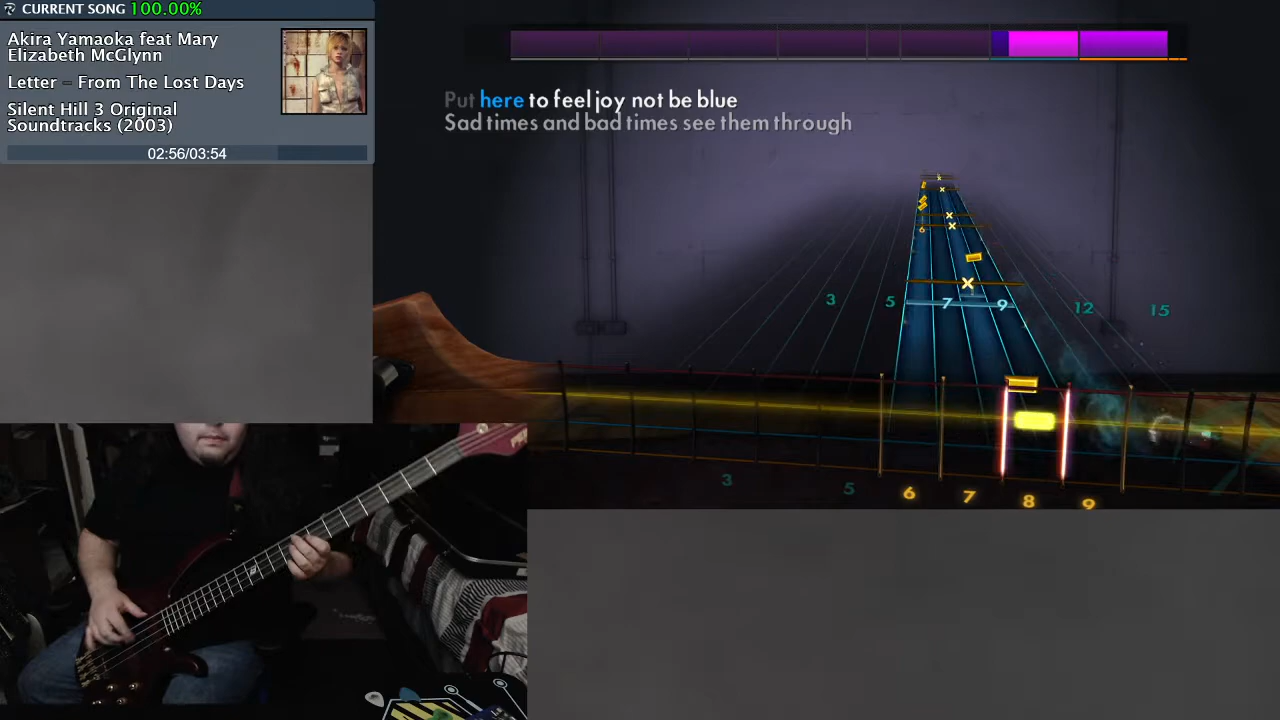 CURRENT SONG 100.00%
Akira Yamaoka feat Mary
Elizabeth McGlynn
Letter – From The Lost Days
Silent Hill 3 Original
Soundtracks (2003)
02:56/03:54
Put here to feel joy not be blue
Sad times and bad times see them through
6
3 5 7 9 12 15
3 5 6 7 8 9